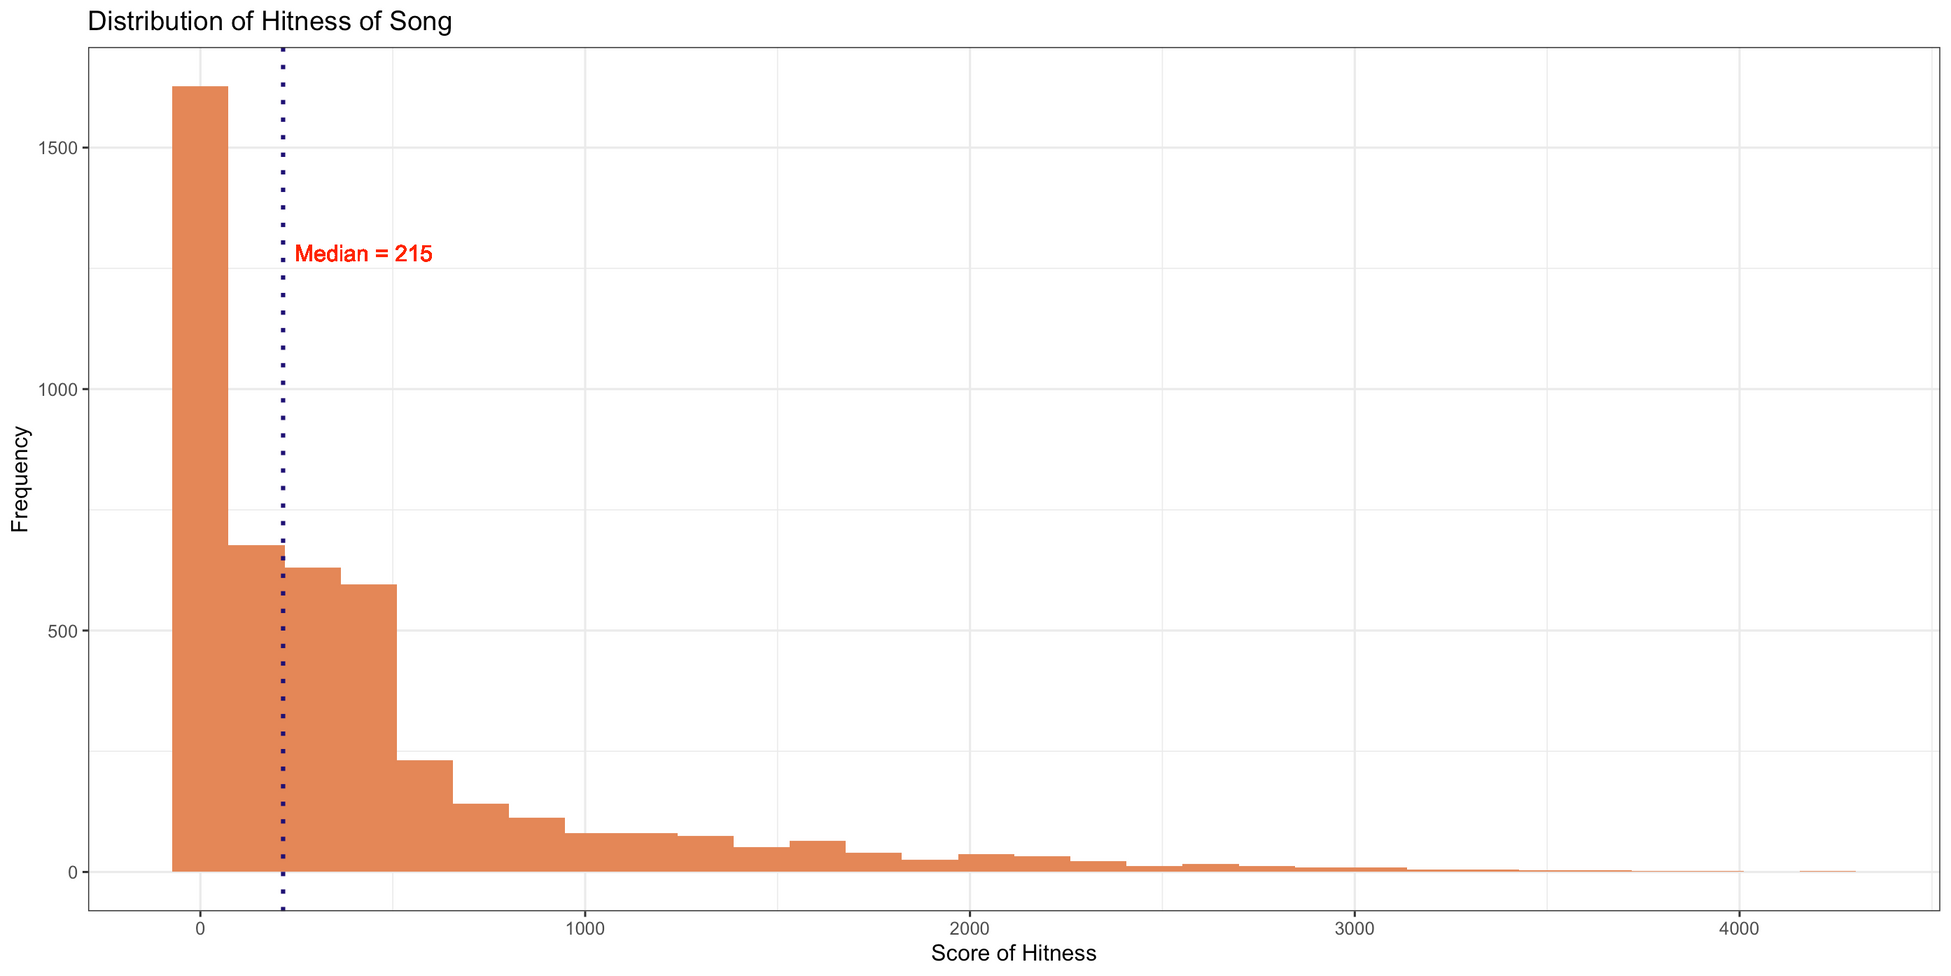 Distribution of Hitness of Song
1500
1000
500
0
Frequency
Median = 215
0 1000 2000 3000 4000
Score of Hitness